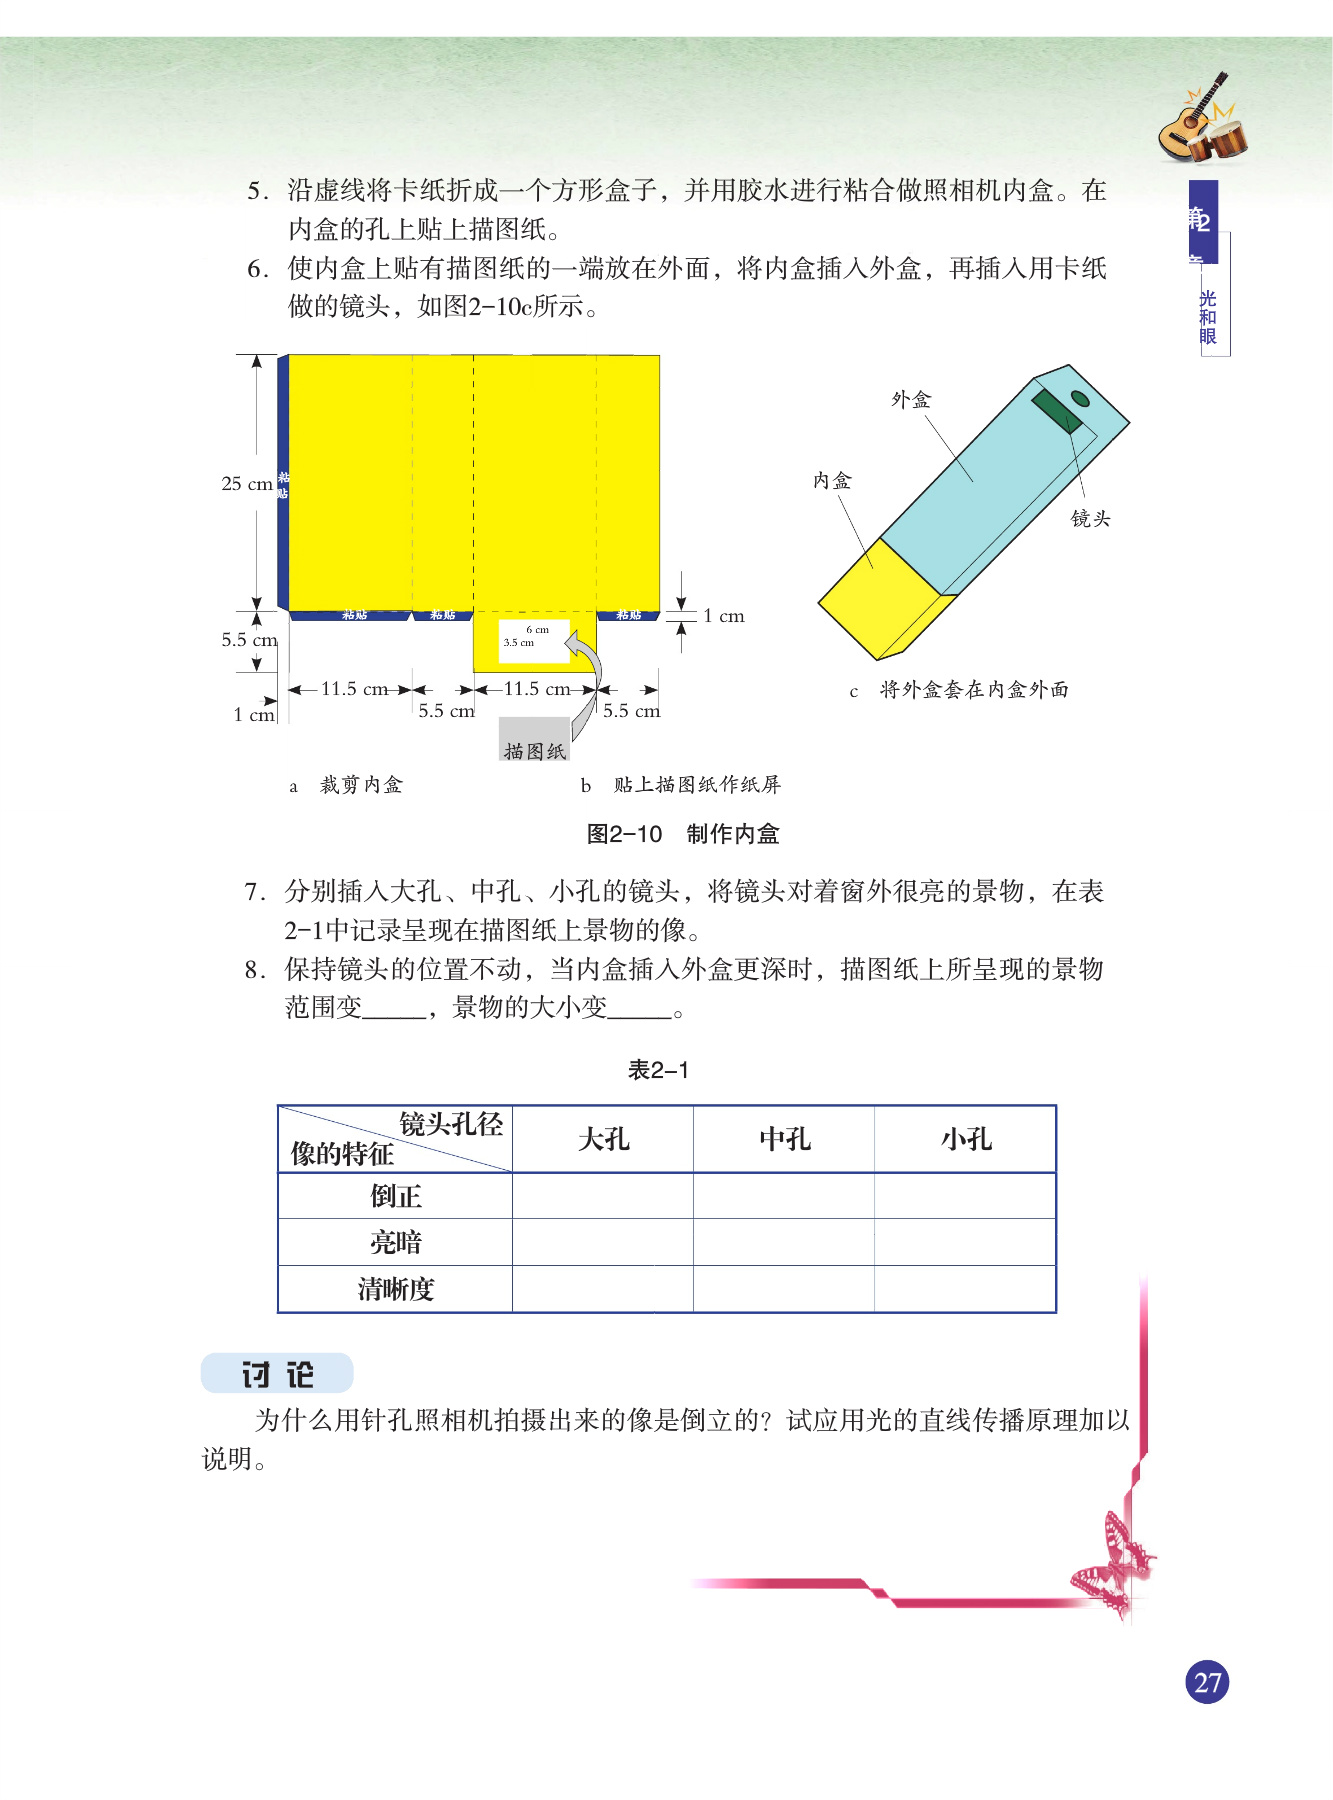 第2章
光和眼
5. 沿虚线将卡纸折成一个方形盒子，并用胶水进行粘合做照相机内盒。在
内盒的孔上贴上描图纸。
6. 使内盒上贴有描图纸的一端放在外面，将内盒插入外盒，再插入用卡纸
做的镜头，如图2-10c所示。
25 cm
粘贴
粘贴
粘贴
粘贴
1 cm
5.5 cm
6 cm
3.5 cm
11.5 cm
11.5 cm
1 cm
5.5 cm
5.5 cm
描图纸
外盒
内盒
镜头
c 将外盒套在内盒外面
a 裁剪内盒
b 贴上描图纸作纸屏
图2-10 制作内盒
7. 分别插入大孔、中孔、小孔的镜头，将镜头对着窗外很亮的景物，在表
2-1中记录呈现在描图纸上景物的像。
8. 保持镜头的位置不动，当内盒插入外盒更深时，描图纸上所呈现的景物
范围变_____，景物的大小变_____。
表2-1
镜头孔径
像的特征
大孔 中孔 小孔
倒正
亮暗
清晰度
讨论
为什么用针孔照相机拍摄出来的像是倒立的？试应用光的直线传播原理加以
说明。
27